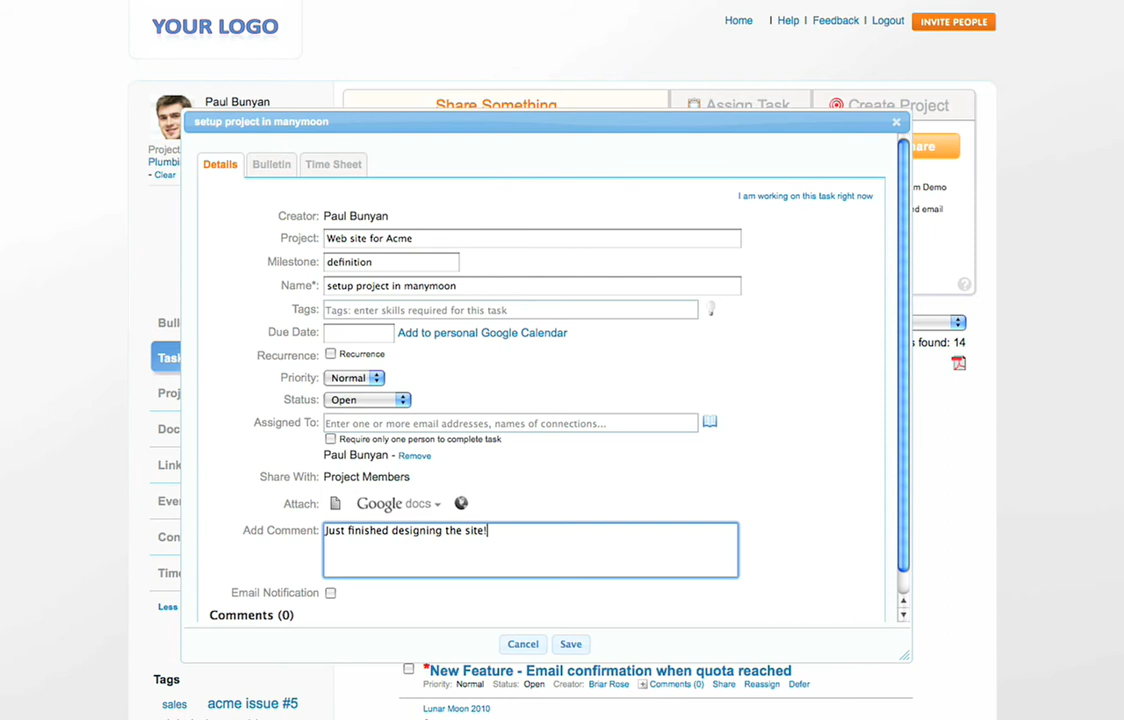 YOUR LOGO
Home | Help | Feedback | Logout INVITE PEOPLE
Paul Bunyan
Share Something
Assign Task
Create Project
setup project in manymoon
Project
- Clear
Details Bulletin Time Sheet
I am working on this task right now
Creator: Paul Bunyan
Project: Web site for Acme
Milestone: definition
Name*: setup project in manymoon
Tags: Tags: enter skills required for this task
Due Date: Add to personal Google Calendar
Recurrence: Recurrence
Priority: Normal
Status: Open
Assigned To: Enter one or more email addresses, names of connections...
Require only one person to complete task
Paul Bunyan - Remove
Share With: Project Members
Attach: Google docs
Add Comment: Just finished designing the site!
Email Notification
Comments (0)
Cancel Save
Demo
email
found: 14
Less
*New Feature - Email confirmation when quota reached
Priority: Normal Status: Open Creator: Briar Rose Comments (0) Share Reassign Defer
Lunar Moon 2010
Tags
sales acme issue #5